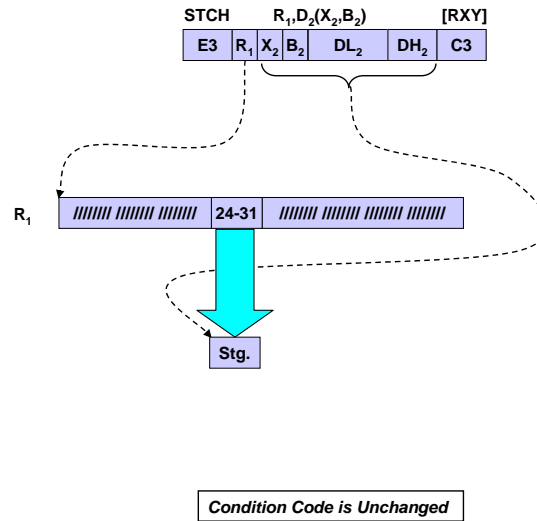 STCH R₁,D₂(X₂,B₂) [RXY]
E3 R₁ X₂ B₂ DL₂ DH₂ C3
R₁ //////// //////// //////// 24-31 //////// //////// //////// ////////
Stg.
Condition Code is Unchanged